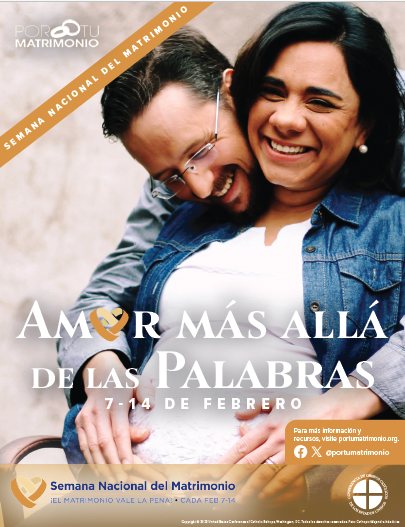 POR TU
MATRIMONIO
SEMANA NACIONAL DEL MATRIMONIO
AMOR MÁS ALLÁ
DE LAS PALABRAS
7-14 DE FEBRERO
Para más información y
recursos, visite portumatrimonio.org.
@portumatrimonio
Semana Nacional del Matrimonio
¡EL MATRIMONIO VALE LA PENA! • CADA FEB 7-14